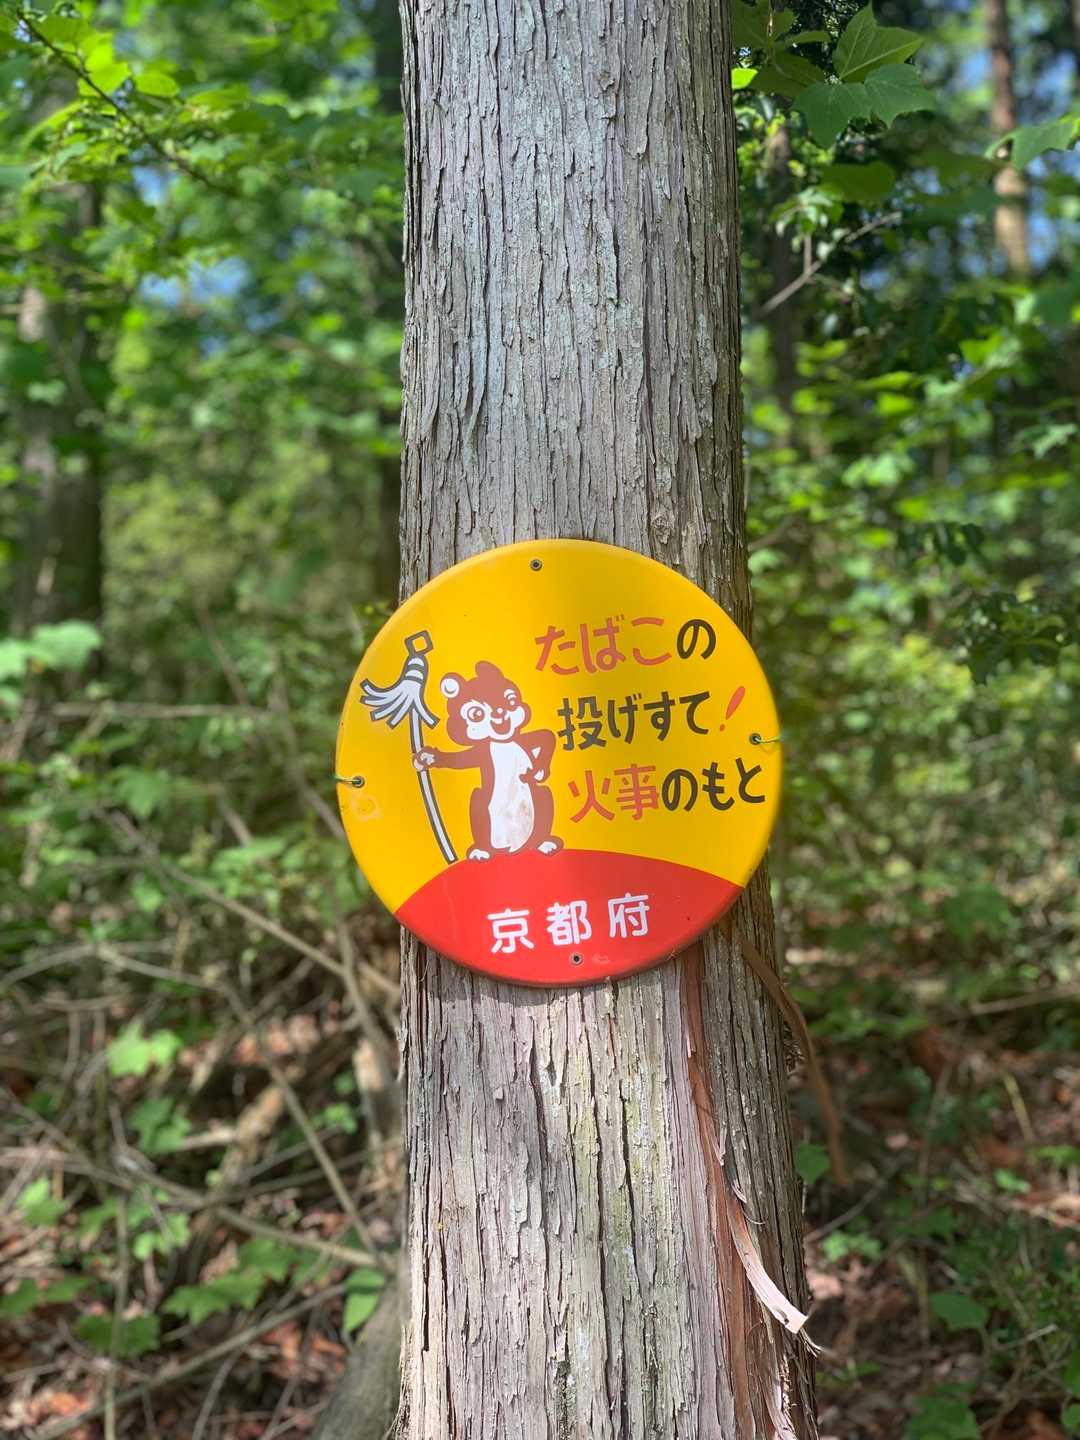 たばこの
投げすて!
火事のもと
京都府